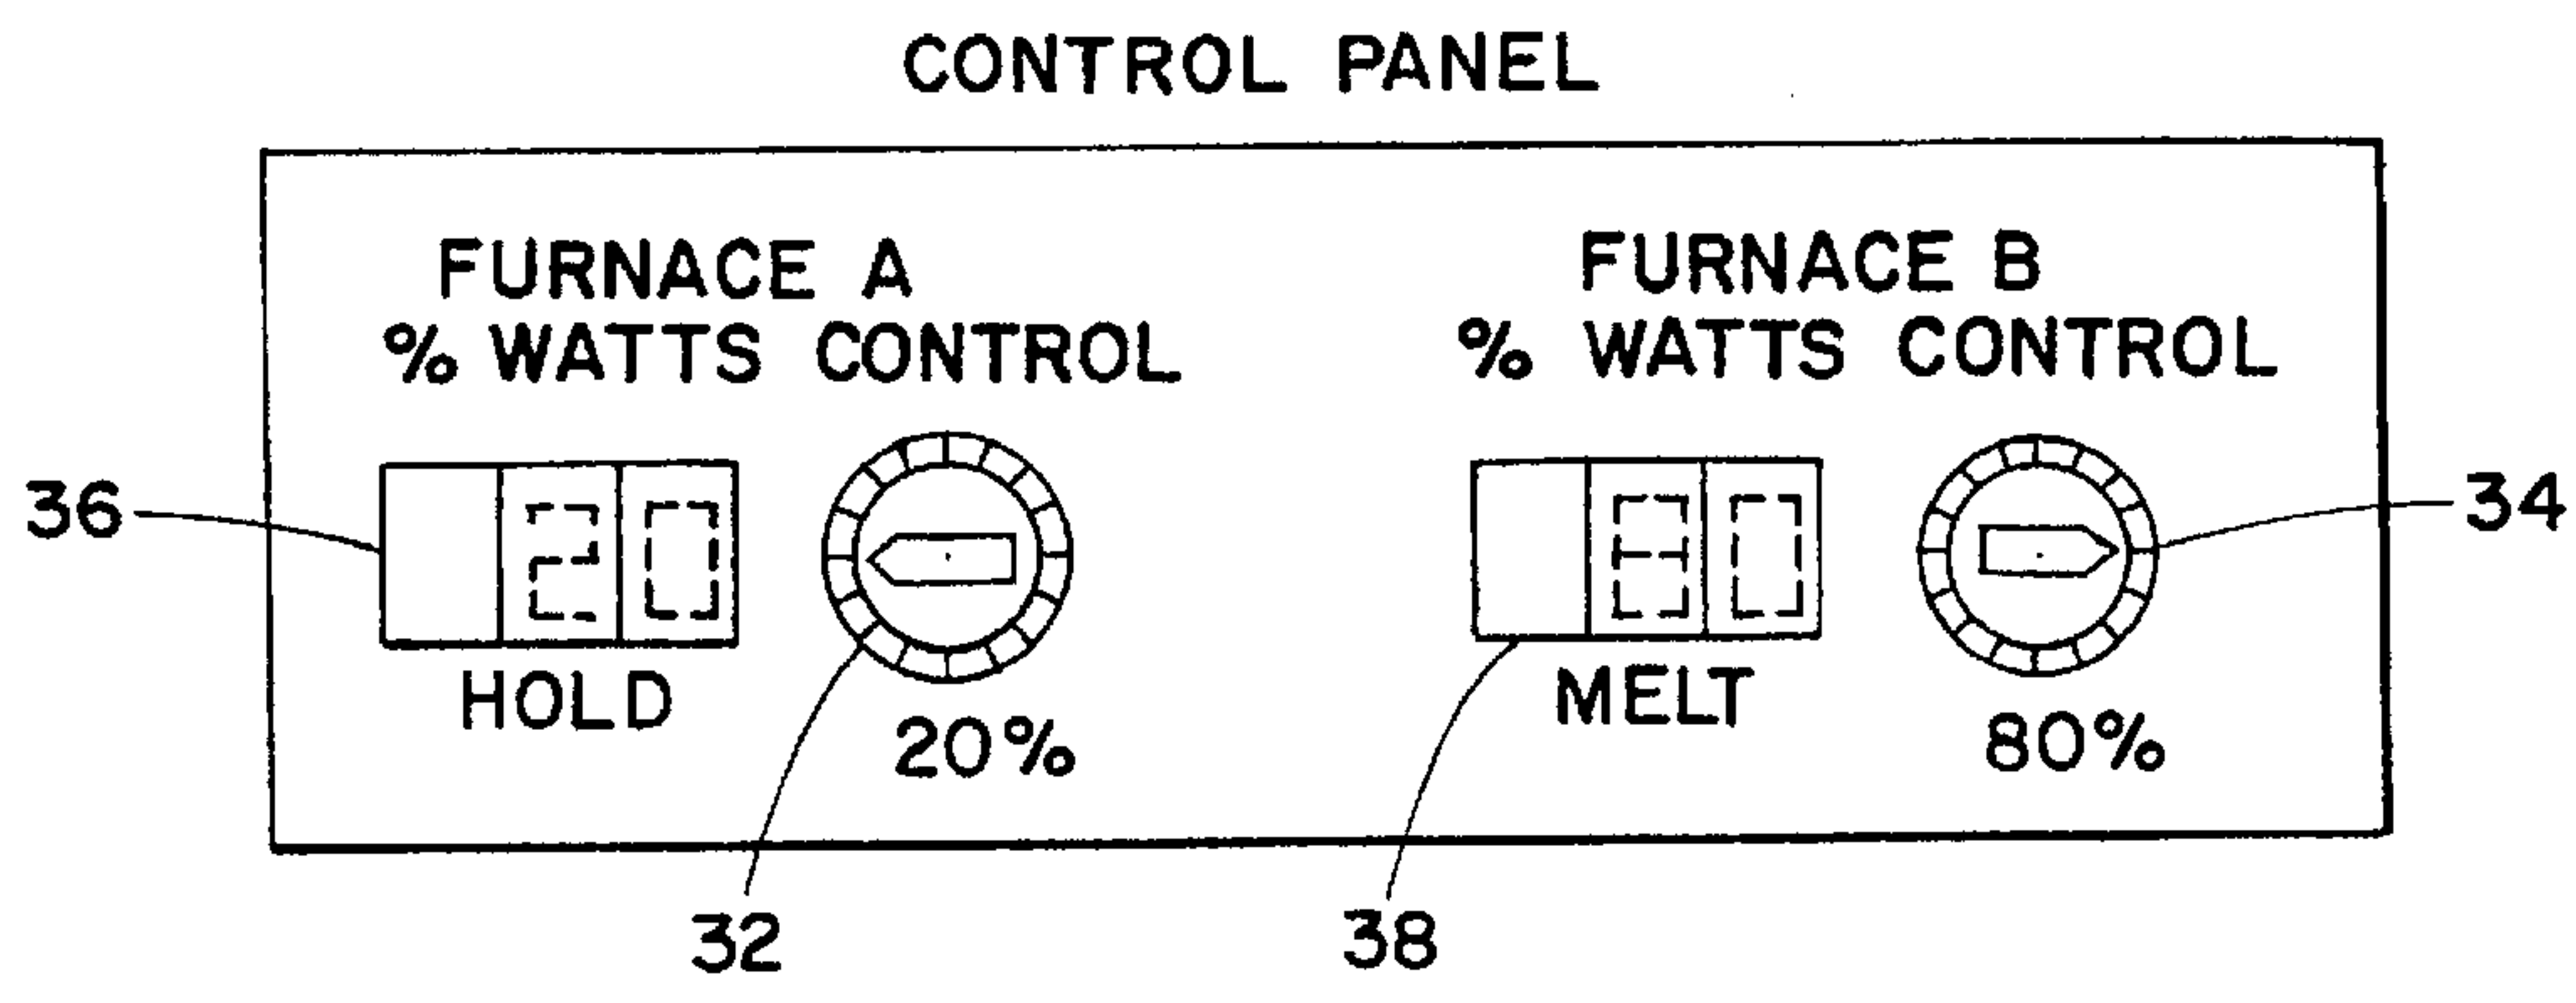 CONTROL PANEL
FURNACE A
% WATTS CONTROL
20
HOLD
20%
FURNACE B
% WATTS CONTROL
80
MELT
80%
36
32
38
34